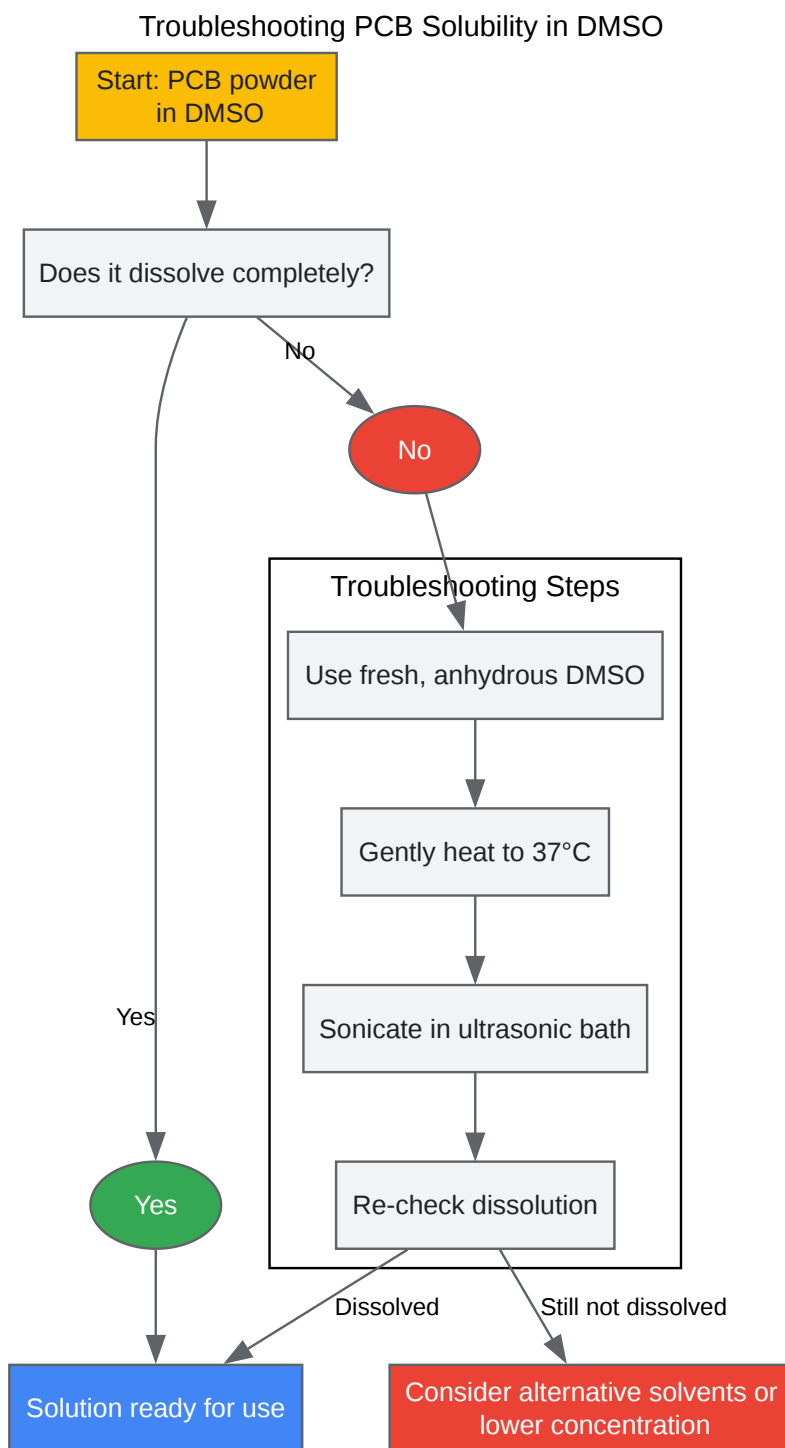 Troubleshooting PCB Solubility in DMSO
Start: PCB powder
in DMSO
Does it dissolve completely?
No
No
Troubleshooting Steps
Use fresh, anhydrous DMSO
Gently heat to 37°C
Sonicate in ultrasonic bath
Yes
Yes
Re-check dissolution
Dissolved
Still not dissolved
Solution ready for use
Consider alternative solvents or
lower concentration